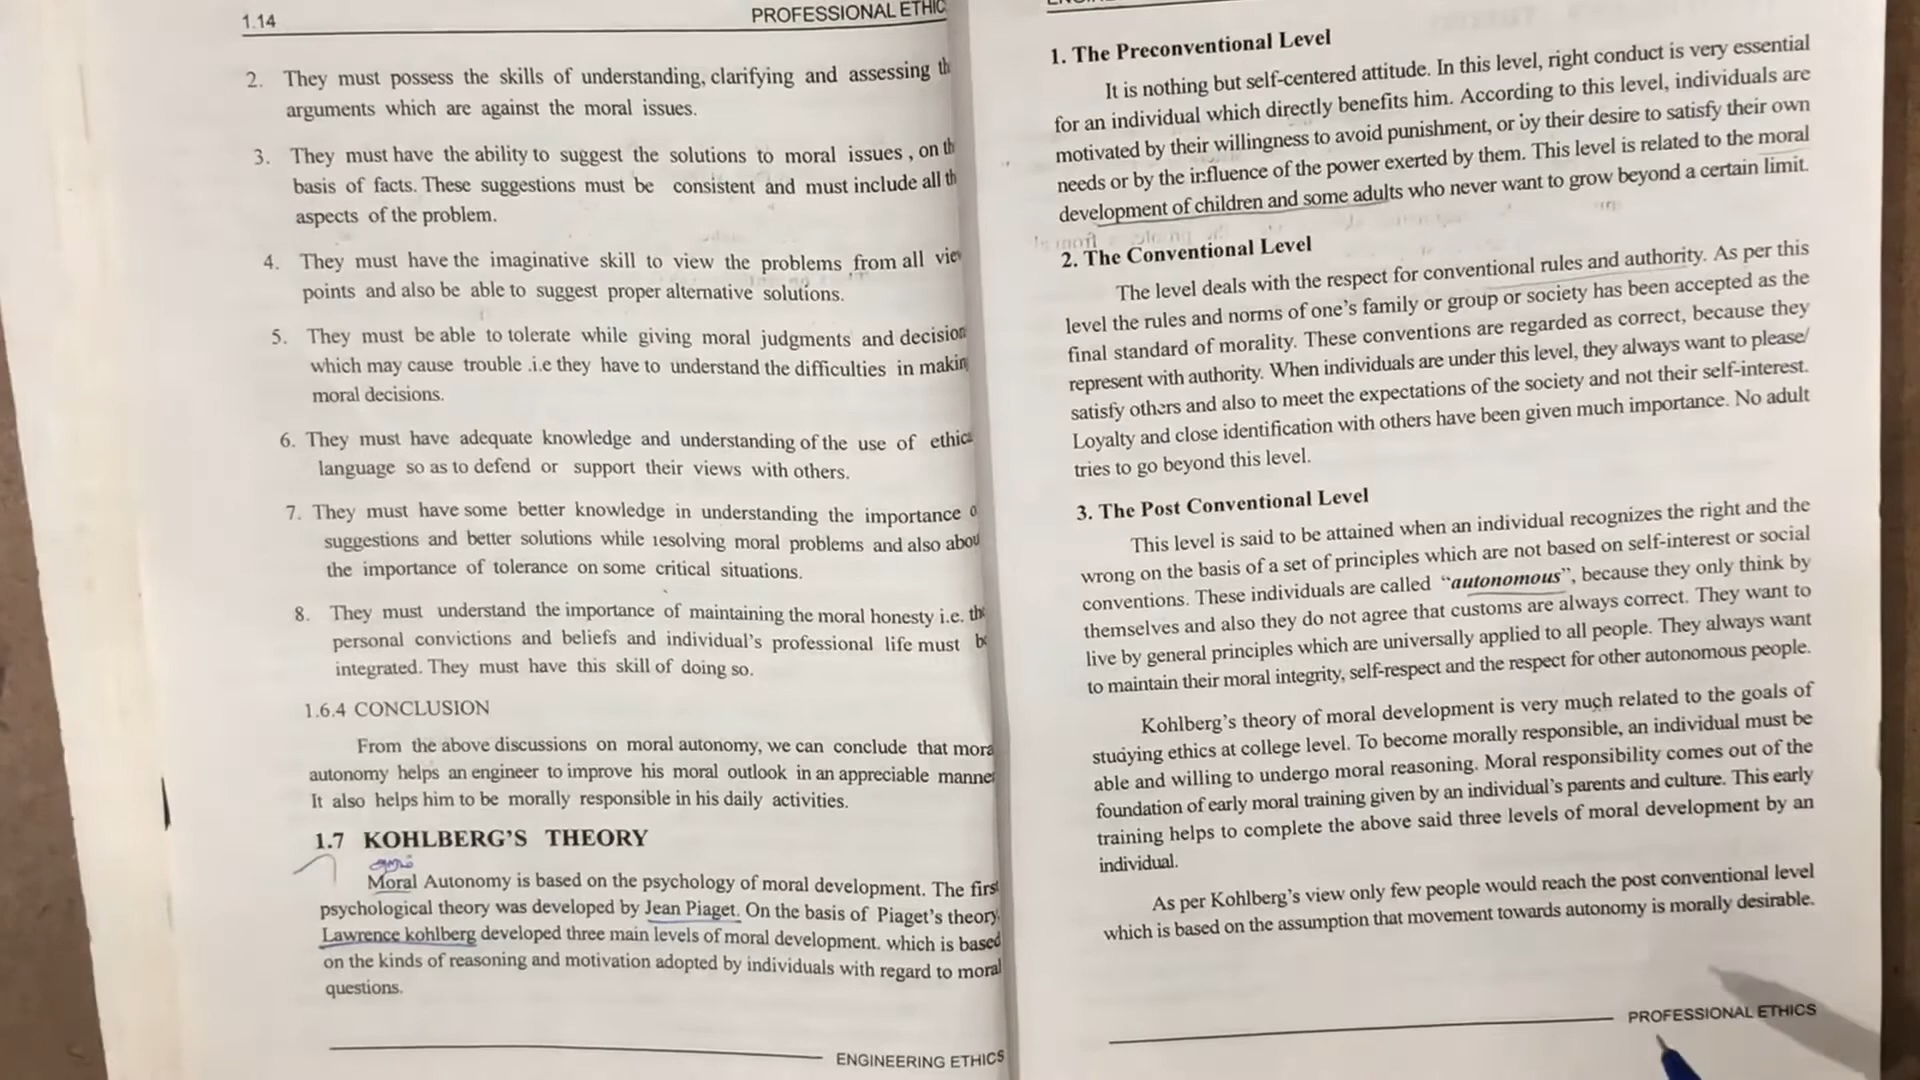 1.14
PROFESSIONAL ETHIC
2. They must possess the skills of understanding, clarifying and assessing th
arguments which are against the moral issues.
3. They must have the ability to suggest the solutions to moral issues , on th
basis of facts. These suggestions must be consistent and must include all th
aspects of the problem.
4. They must have the imaginative skill to view the problems from all vie
points and also be able to suggest proper alternative solutions.
5. They must be able to tolerate while giving moral judgments and decision
which may cause trouble .i.e they have to understand the difficulties in makin
moral decisions.
6. They must have adequate knowledge and understanding of the use of ethica
language so as to defend or support their views with others.
7. They must have some better knowledge in understanding the importance o
suggestions and better solutions while resolving moral problems and also abou
the importance of tolerance on some critical situations.
8. They must understand the importance of maintaining the moral honesty i.e. the
personal convictions and beliefs and individual's professional life must be
integrated. They must have this skill of doing so.
1.6.4 CONCLUSION
From the above discussions on moral autonomy, we can conclude that mora
autonomy helps an engineer to improve his moral outlook in an appreciable manner
It also helps him to be morally responsible in his daily activities.
1.7 KOHLBERG'S THEORY
Moral Autonomy is based on the psychology of moral development. The first
psychological theory was developed by Jean Piaget. On the basis of Piaget's theory
Lawrence kohlberg developed three main levels of moral development. which is based
on the kinds of reasoning and motivation adopted by individuals with regard to moral
questions.
ENGINEERING ETHICS
1. The Preconventional Level
It is nothing but self-centered attitude. In this level, right conduct is very essential
for an individual which directly benefits him. According to this level, individuals are
motivated by their willingness to avoid punishment, or by their desire to satisfy their own
needs or by the influence of the power exerted by them. This level is related to the moral
development of children and some adults who never want to grow beyond a certain limit.
2. The Conventional Level
The level deals with the respect for conventional rules and authority. As per this
level the rules and norms of one's family or group or society has been accepted as the
final standard of morality. These conventions are regarded as correct, because they
represent with authority. When individuals are under this level, they always want to please/
satisfy others and also to meet the expectations of the society and not their self-interest.
Loyalty and close identification with others have been given much importance. No adult
tries to go beyond this level.
3. The Post Conventional Level
This level is said to be attained when an individual recognizes the right and the
wrong on the basis of a set of principles which are not based on self-interest or social
conventions. These individuals are called “autonomous”, because they only think by
themselves and also they do not agree that customs are always correct. They want to
live by general principles which are universally applied to all people. They always want
to maintain their moral integrity, self-respect and the respect for other autonomous people.
Kohlberg's theory of moral development is very much related to the goals of
studying ethics at college level. To become morally responsible, an individual must be
able and willing to undergo moral reasoning. Moral responsibility comes out of the
foundation of early moral training given by an individual's parents and culture. This early
training helps to complete the above said three levels of moral development by an
individual.
As per Kohlberg's view only few people would reach the post conventional level
which is based on the assumption that movement towards autonomy is morally desirable.
PROFESSIONAL ETHICS